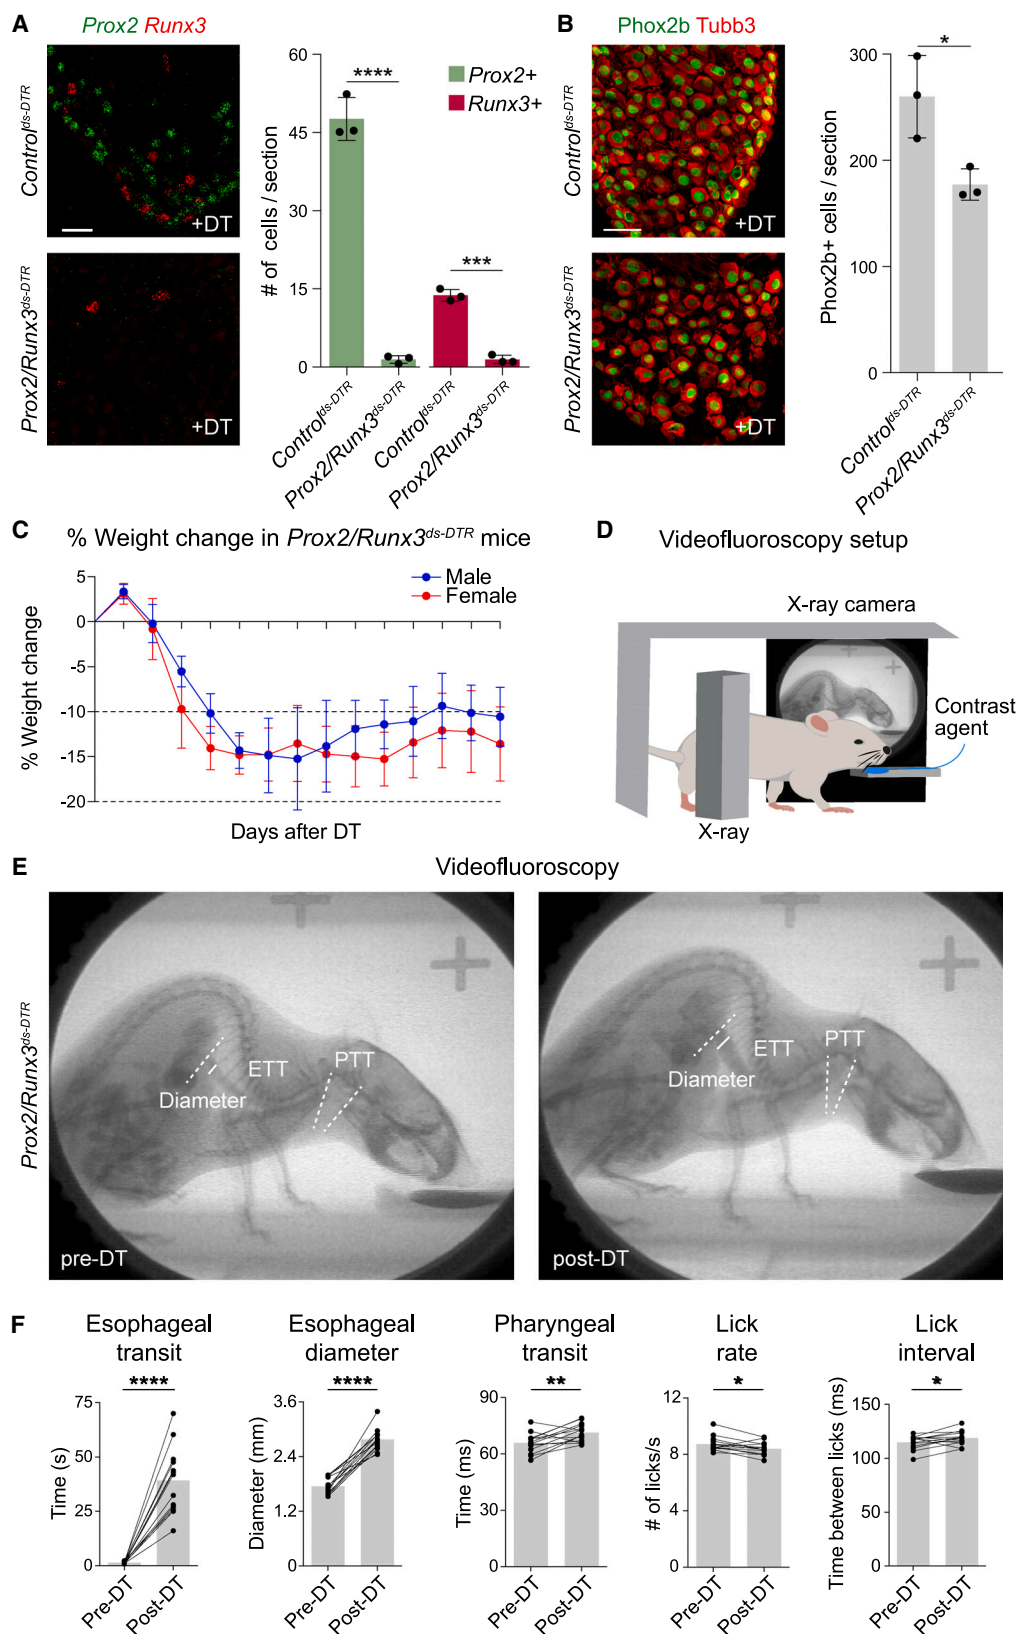 A
Prox2 Runx3
Control^ds-DTR
+DT
Prox2/Runx3^ds-DTR
+DT
# of cells / section
60
45
30
15
0
****
***
Prox2+
Runx3+
Control^ds-DTR
Prox2/Runx3^ds-DTR
Control^ds-DTR
Prox2/Runx3^ds-DTR
B
Phox2b Tubb3
Control^ds-DTR
+DT
Prox2/Runx3^ds-DTR
+DT
Phox2b+ cells / section
300
200
100
0
*
Control^ds-DTR
Prox2/Runx3^ds-DTR
C
% Weight change in Prox2/Runx3^ds-DTR mice
% Weight change
5
0
-5
-10
-15
-20
Male
Female
Days after DT
D
Videofluoroscopy setup
X-ray camera
Contrast
agent
X-ray
E
Videofluoroscopy
Prox2/Runx3^ds-DTR
ETT
PTT
Diameter
pre-DT
ETT
PTT
Diameter
post-DT
F
Esophageal
transit
****
Time (s)
75
50
25
0
Pre-DT
Post-DT
Esophageal
diameter
****
Diameter (mm)
3.6
2.4
1.2
0
Pre-DT
Post-DT
Pharyngeal
transit
**
Time (ms)
90
60
30
0
Pre-DT
Post-DT
Lick
rate
*
# of licks/s
12
8
4
0
Pre-DT
Post-DT
Lick
interval
*
Time between licks (ms)
150
100
50
0
Pre-DT
Post-DT